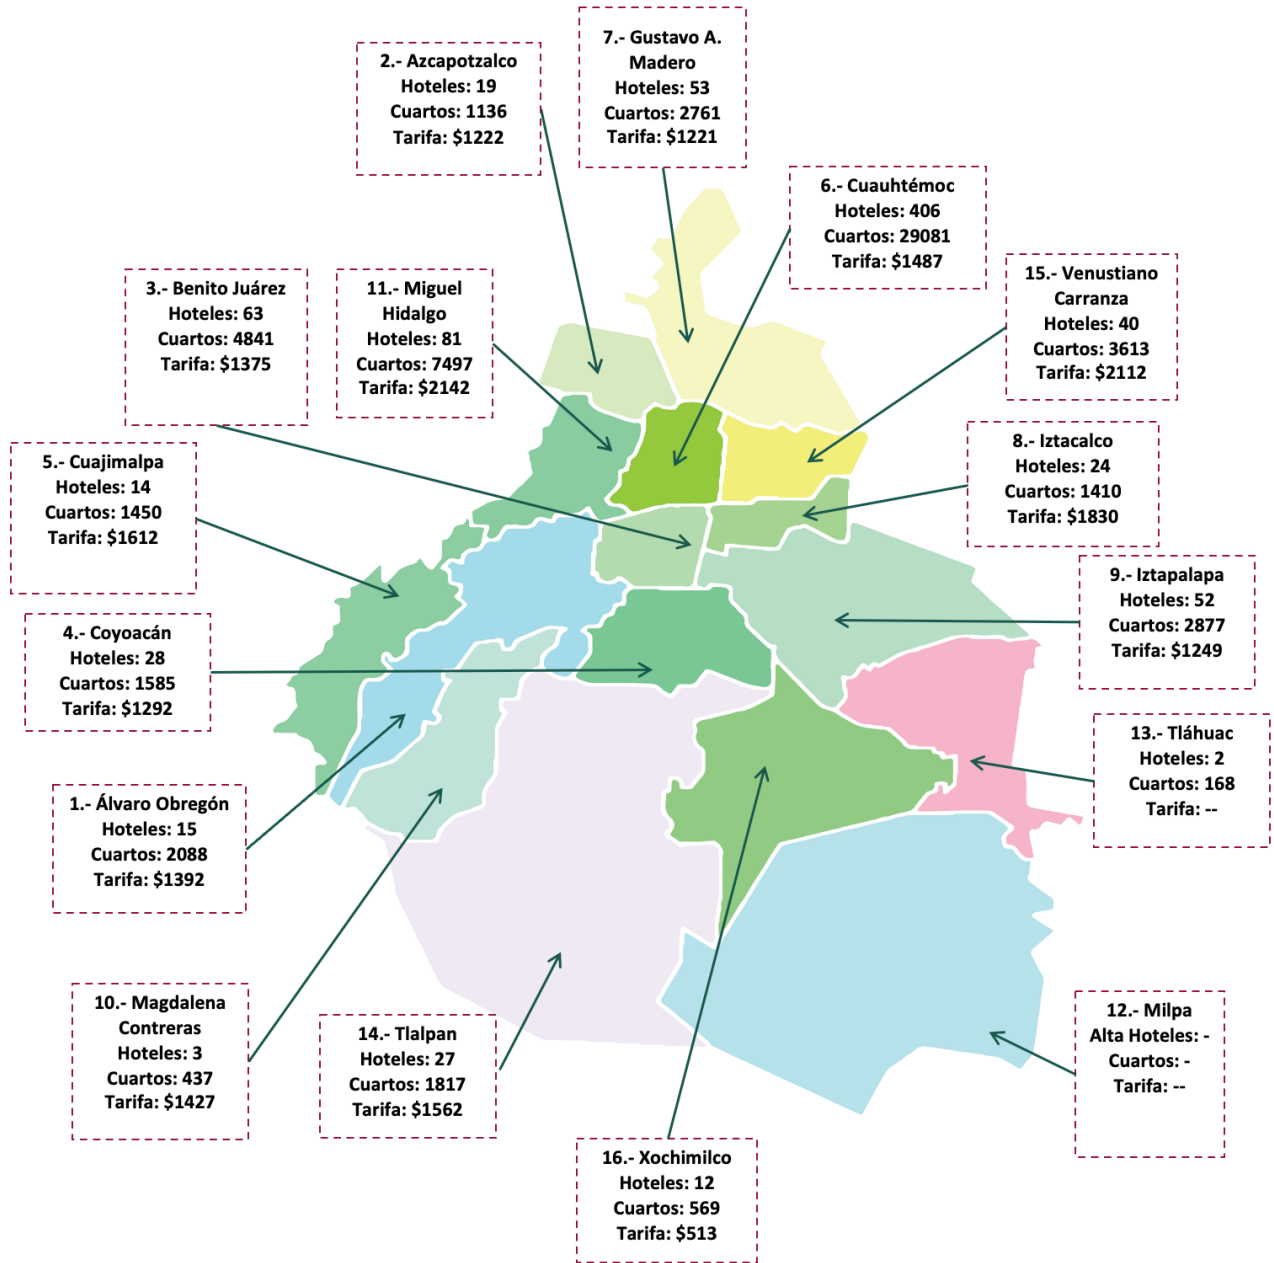 7.- Gustavo A.
Madero
Hoteles: 53
Cuartos: 2761
Tarifa: $1221
2.- Azcapotzalco
Hoteles: 19
Cuartos: 1136
Tarifa: $1222
6.- Cuauhtémoc
Hoteles: 406
Cuartos: 29081
Tarifa: $1487
15.- Venustiano
Carranza
Hoteles: 40
Cuartos: 3613
Tarifa: $2112
3.- Benito Juárez
Hoteles: 63
Cuartos: 4841
Tarifa: $1375
11.- Miguel
Hidalgo
Hoteles: 81
Cuartos: 7497
Tarifa: $2142
8.- Iztacalco
Hoteles: 24
Cuartos: 1410
Tarifa: $1830
5.- Cuajimalpa
Hoteles: 14
Cuartos: 1450
Tarifa: $1612
9.- Iztapalapa
Hoteles: 52
Cuartos: 2877
Tarifa: $1249
4.- Coyoacán
Hoteles: 28
Cuartos: 1585
Tarifa: $1292
13.- Tláhuac
Hoteles: 2
Cuartos: 168
Tarifa: --
1.- Álvaro Obregón
Hoteles: 15
Cuartos: 2088
Tarifa: $1392
10.- Magdalena
Contreras
Hoteles: 3
Cuartos: 437
Tarifa: $1427
14.- Tlalpan
Hoteles: 27
Cuartos: 1817
Tarifa: $1562
12.- Milpa
Alta Hoteles: -
Cuartos: -
Tarifa: --
16.- Xochimilco
Hoteles: 12
Cuartos: 569
Tarifa: $513